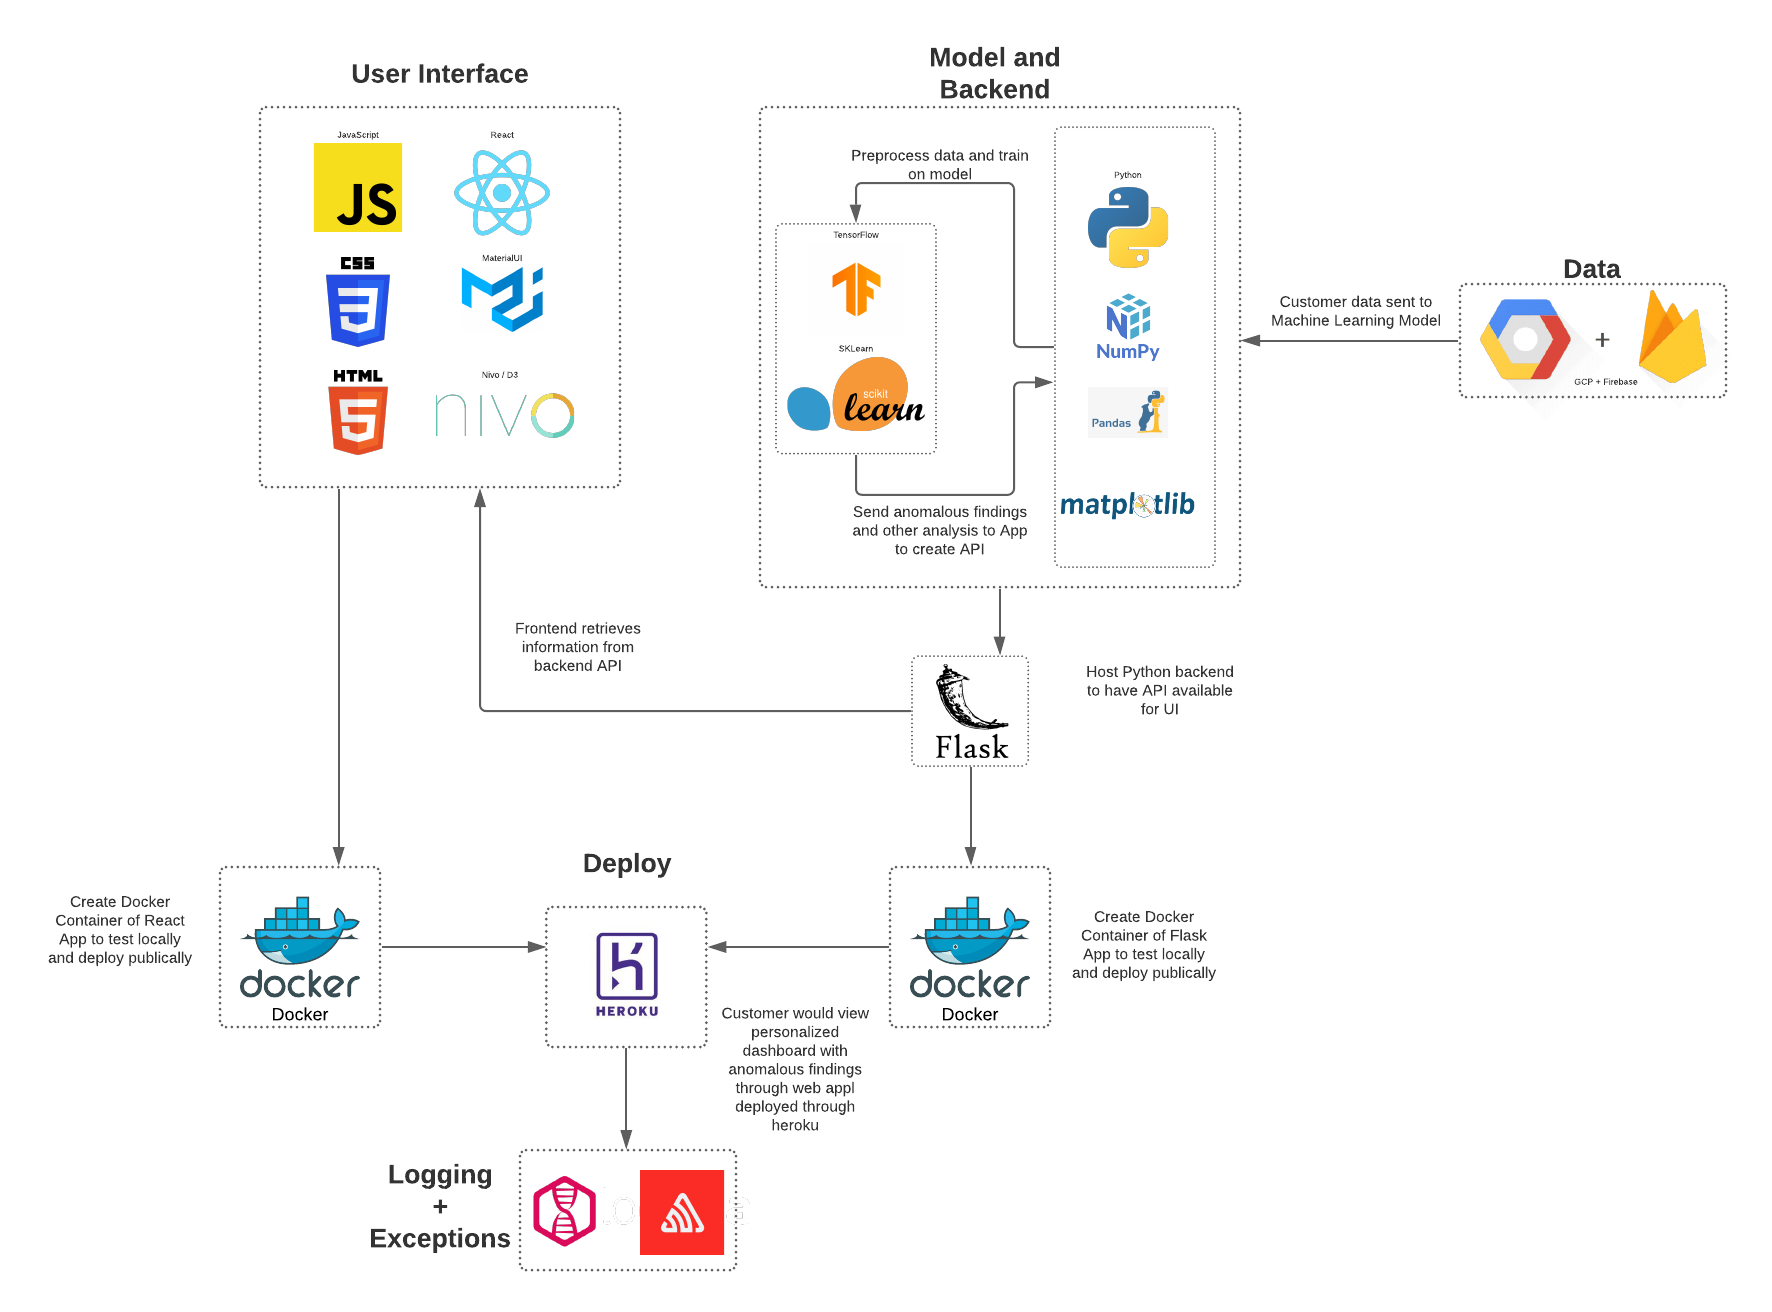 User Interface
JavaScript
React
JS
CSS
MaterialUI
HTML
Nivo / D3
nivo
Model and
Backend
Preprocess data and train
on model
Python
TensorFlow
NumPy
SKLearn
scikit
learn
Pandas
matplotlib
Send anomalous findings
and other analysis to App
to create API
Data
Customer data sent to
Machine Learning Model
+
GCP + Firebase
Frontend retrieves
information from
backend API
Flask
Host Python backend
to have API available
for UI
Create Docker
Container of React
App to test locally
and deploy publically
docker
Docker
Deploy
HEROKU
docker
Docker
Create Docker
Container of Flask
App to test locally
and deploy publically
Customer would view
personalized
dashboard with
anomalous findings
through web appl
deployed through
heroku
Logging
+
Exceptions